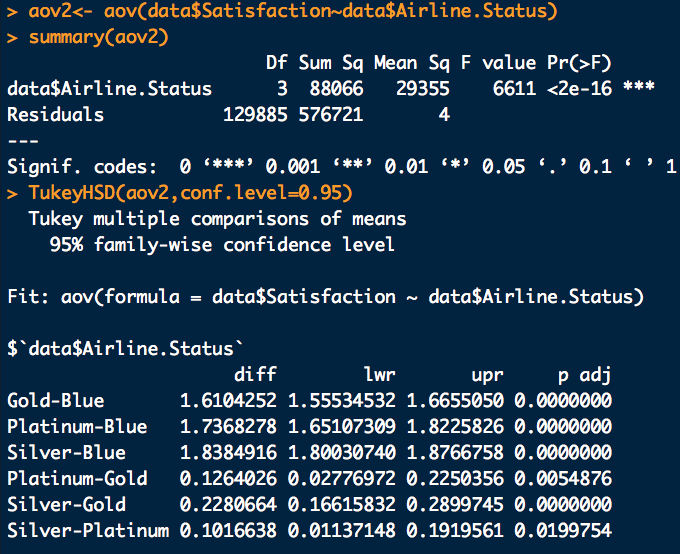 > aov2<- aov(data$Satisfaction~data$Airline.Status)
> summary(aov2)
                        Df Sum Sq Mean Sq F value Pr(>F)
data$Airline.Status      3  88066   29355    6611 <2e-16 ***
Residuals           129885 576721       4
---
Signif. codes:  0 ‘***’ 0.001 ‘**’ 0.01 ‘*’ 0.05 ‘.’ 0.1 ‘ ’ 1
> TukeyHSD(aov2,conf.level=0.95)
  Tukey multiple comparisons of means
    95% family-wise confidence level

Fit: aov(formula = data$Satisfaction ~ data$Airline.Status)

$`data$Airline.Status`
                     diff        lwr       upr     p adj
Gold-Blue       1.6104252 1.55534532 1.6655050 0.0000000
Platinum-Blue   1.7368278 1.65107309 1.8225826 0.0000000
Silver-Blue     1.8384916 1.80030740 1.8766758 0.0000000
Platinum-Gold   0.1264026 0.02776972 0.2250356 0.0054876
Silver-Gold     0.2280664 0.16615832 0.2899745 0.0000000
Silver-Platinum 0.1016638 0.01137148 0.1919561 0.0199754